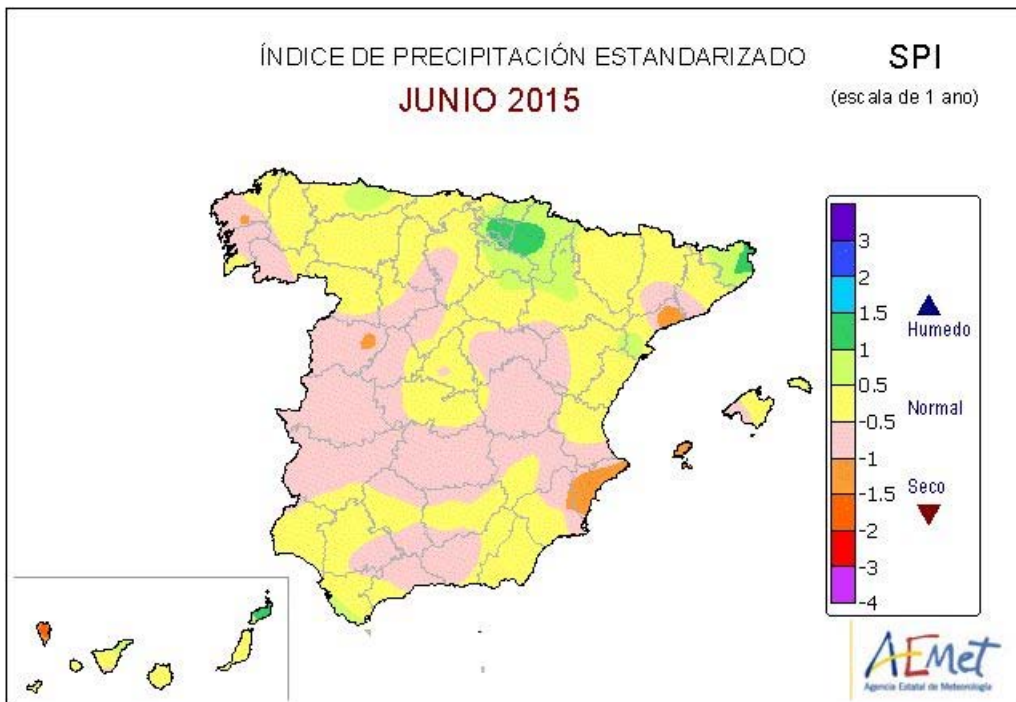 ÍNDICE DE PRECIPITACIÓN ESTANDARIZADO
JUNIO 2015
SPI
(escala de 1 ano)
3
2
1.5
1
0.5
-0.5
-1
-1.5
-2
-3
-4
Humedo
Normal
Seco
AEMet
Agencia Estatal de Meteorología